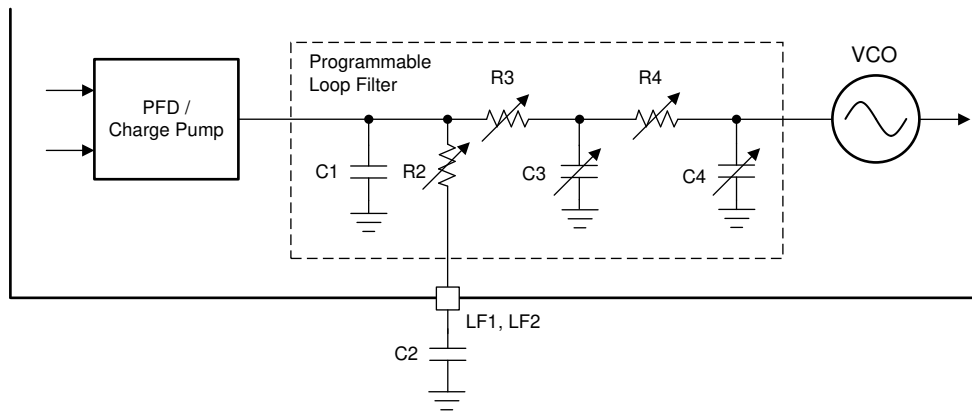 Programmable
Loop Filter
VCO
R3
R4
PFD /
Charge Pump
C1
R2
C3
C4
LF1, LF2
C2